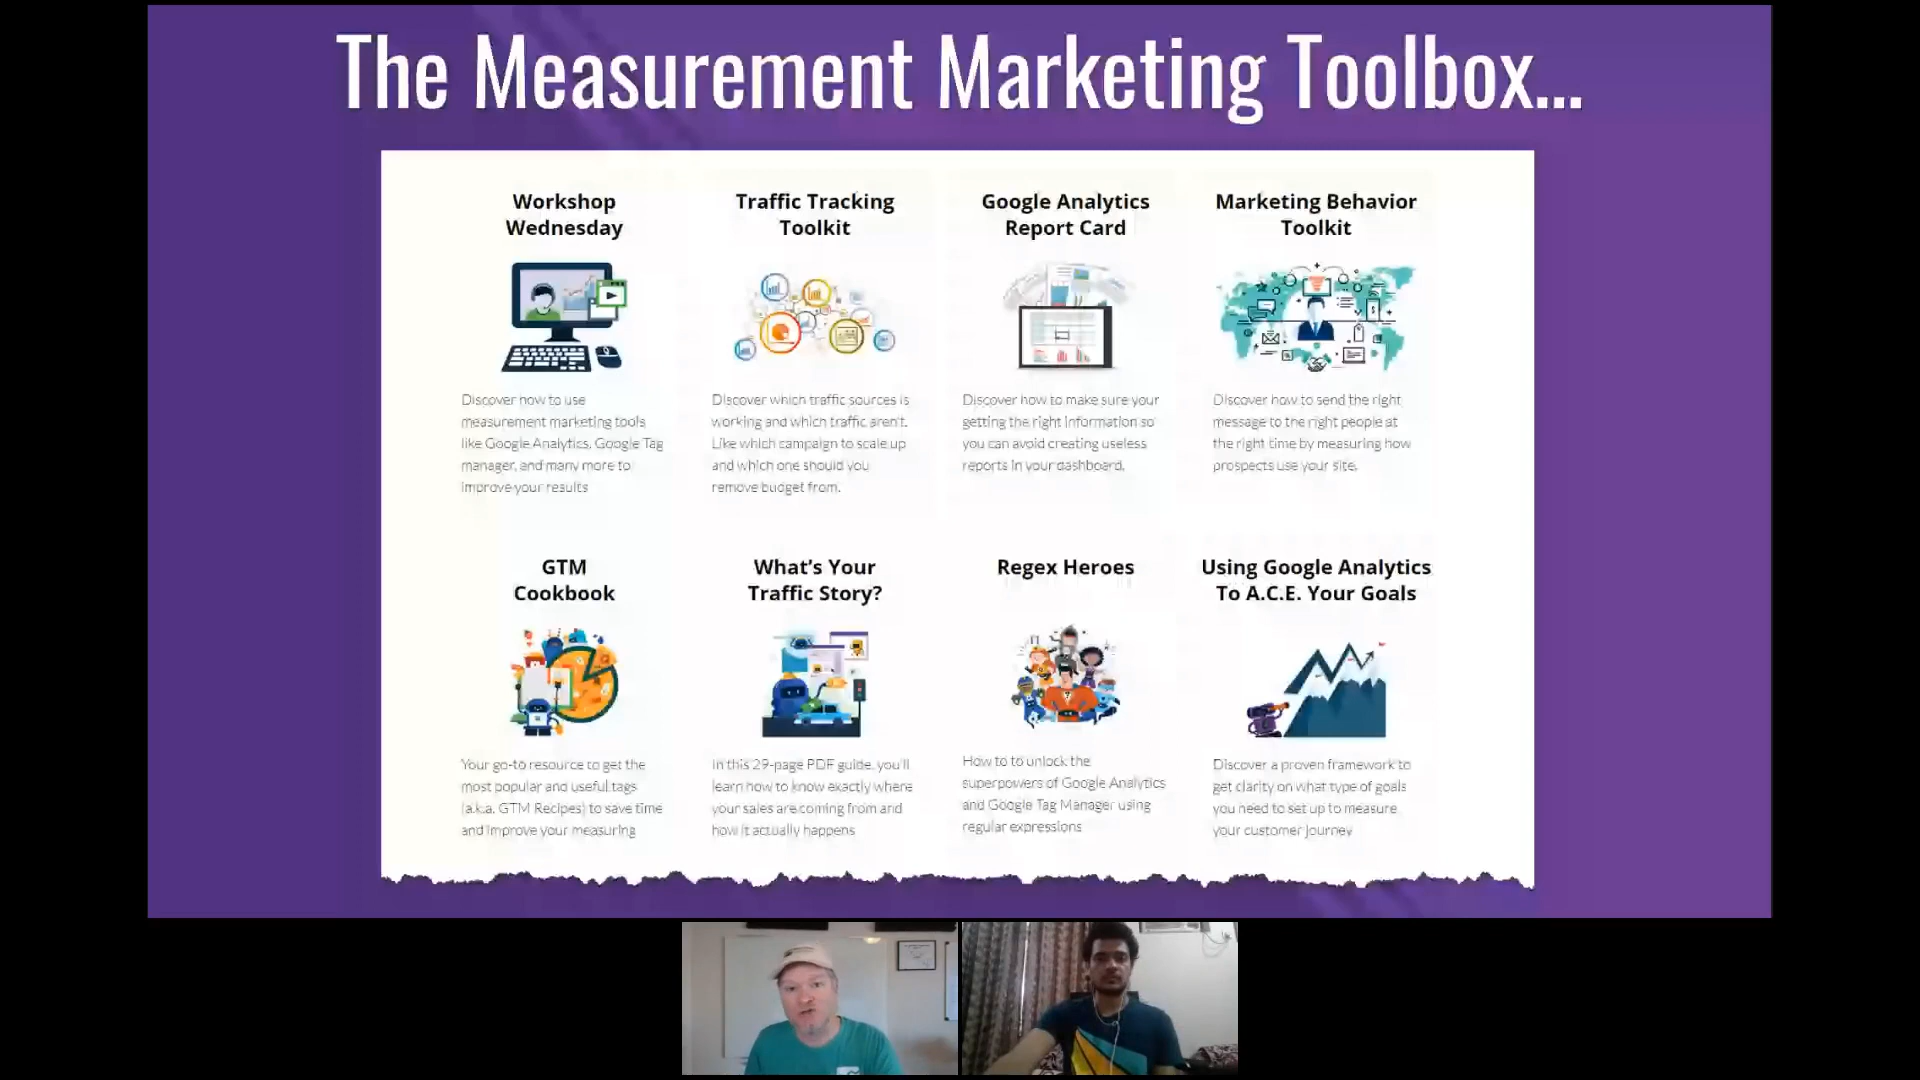 The Measurement Marketing Toolbox...
Workshop
Wednesday
Discover how to use
measurement marketing tools
like Google Analytics, Google Tag
manager, and many more to
improve your results
Traffic Tracking
Toolkit
Discover which traffic sources is
working and which traffic aren't.
Like which campaign to scale up
and which one should you
remove budget from.
Google Analytics
Report Card
Discover how to make sure your
getting the right information so
you can avoid creating useless
reports in your dashboard.
Marketing Behavior
Toolkit
Discover how to send the right
message to the right people at
the right time by measuring how
prospects use your site.
GTM
Cookbook
Your go-to resource to get the
most popular and useful tags
(a.k.a. GTM Recipes) to save time
and improve your measuring
What's Your
Traffic Story?
In this 29-page PDF guide, you'll
learn how to know exactly where
your sales are coming from and
how it actually happens
Regex Heroes
How to to unlock the
superpowers of Google Analytics
and Google Tag Manager using
regular expressions
Using Google Analytics
To A.C.E. Your Goals
Discover a proven framework to
get clarity on what type of goals
you need to set up to measure
your customer journey